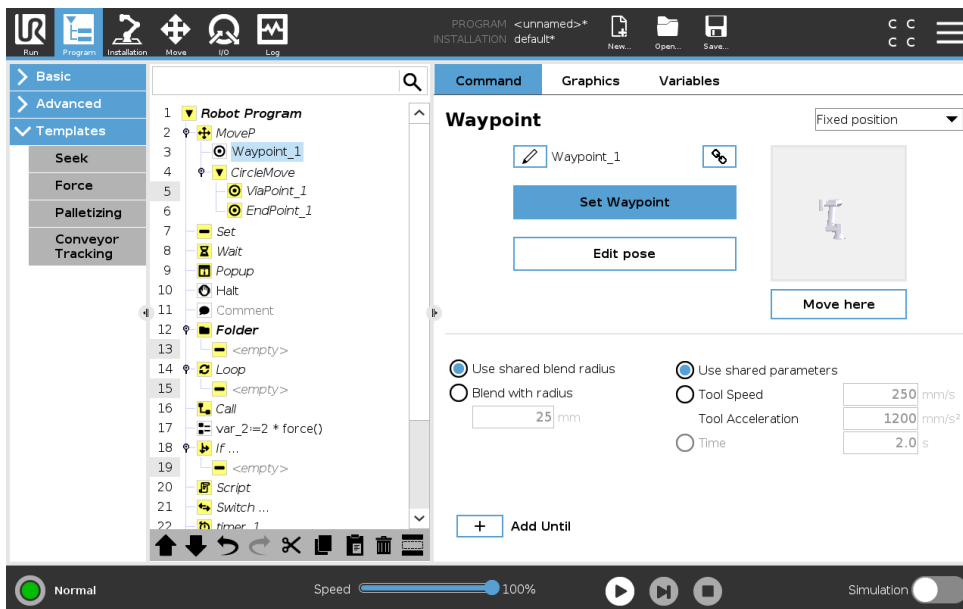 PROGRAM <unnamed>*
INSTALLATION default*
C C
C C
Run Program Installation Move I/O Log New... Open... Save...
Basic
Advanced
Templates
Seek
Force
Palletizing
Conveyor
Tracking
1 Robot Program
2 MoveP
3 Waypoint_1
4 CircleMove
5 ViaPoint_1
6 EndPoint_1
7 Set
8 Wait
9 Popup
10 Halt
11 Comment
12 Folder
13 <empty>
14 Loop
15 <empty>
16 Call
17 var_2:=2 * force()
18 If ...
19 <empty>
20 Script
21 Switch ...
22 timer_1
Command Graphics Variables
Waypoint
Fixed position
Waypoint_1
Set Waypoint
Edit pose
Move here
Use shared blend radius
Blend with radius
25 mm
Use shared parameters
Tool Speed 250 mm/s
Tool Acceleration 1200 mm/s²
Time 2.0 s
+ Add Until
Normal
Speed 100%
Simulation